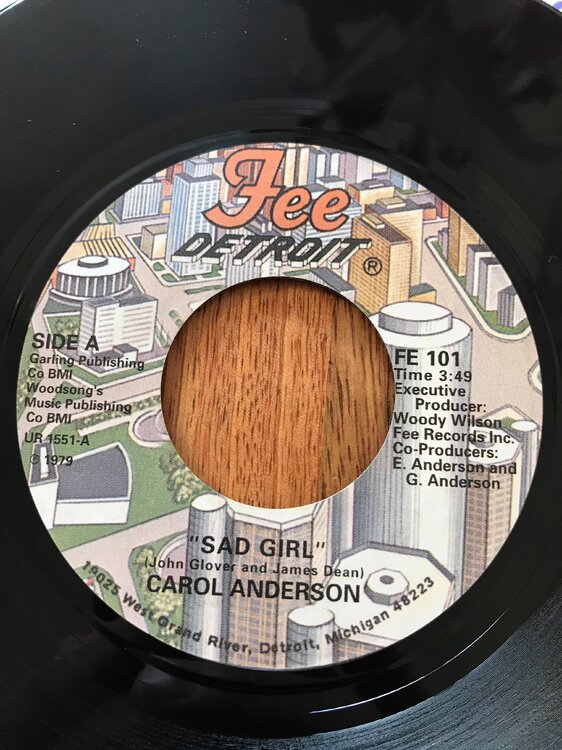 Fee
DETROIT®
SIDE A
Garling Publishing
Co BMI
Woodsong's
Music Publishing
Co BMI
UR 1551-A
℗ 1979
FE 101
Time 3:49
Executive
Producer:
Woody Wilson
Fee Records Inc.
Co-Producers:
E. Anderson and
G. Anderson
"SAD GIRL"
(John Glover and James Dean)
CAROL ANDERSON
19025 West Grand River, Detroit, Michigan 48223